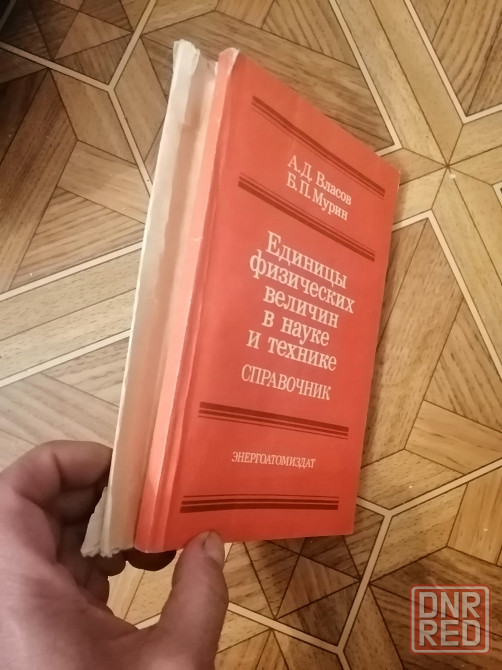 А.Д. Власов
Б.П. Мурин
Единицы
физических
величин
в науке
и технике
СПРАВОЧНИК
ЭНЕРГОАТОМИЗДАТ
DNR
RED